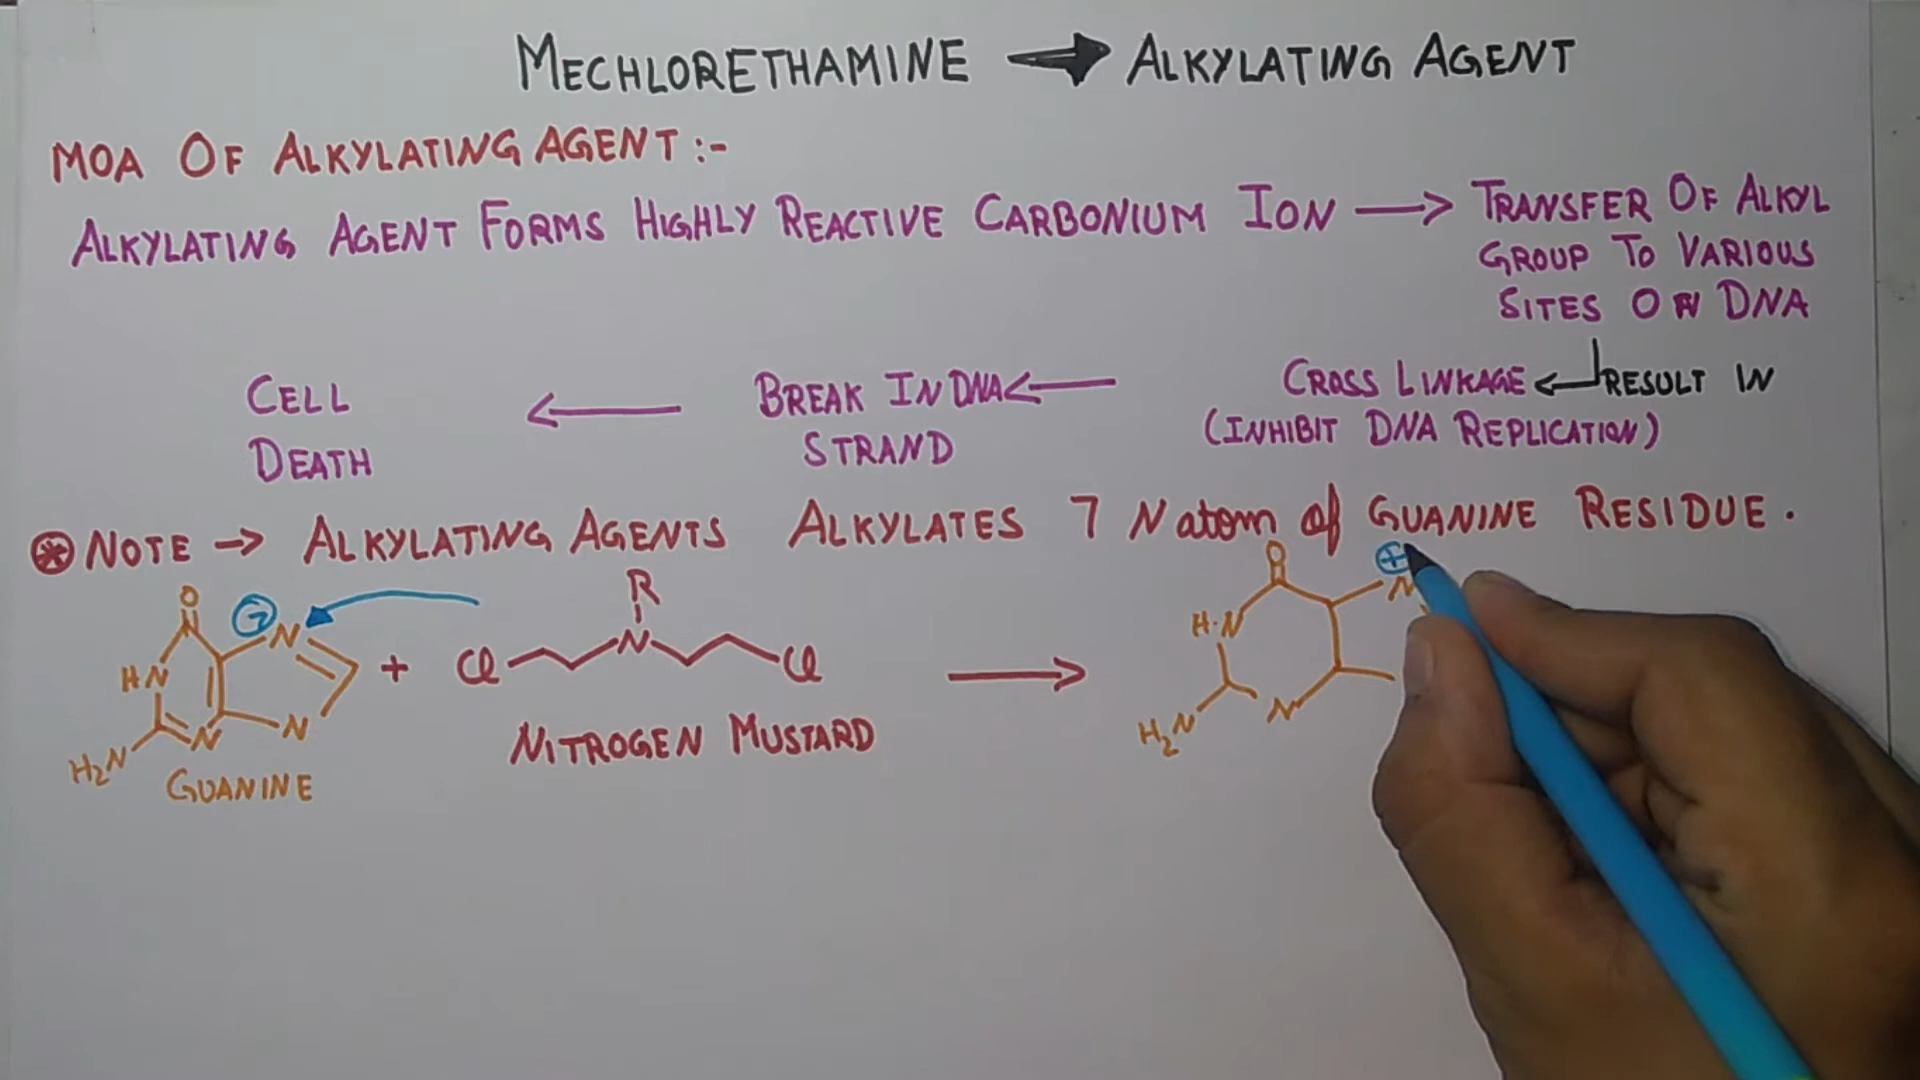 MECHLORETHAMINE → ALKYLATING AGENT
MOA OF ALKYLATING AGENT :-
ALKYLATING AGENT FORMS HIGHLY REACTIVE CARBONIUM ION → TRANSFER OF ALKYL
GROUP TO VARIOUS
SITES ON DNA
CROSS LINKAGE ← RESULT IN
(INHIBIT DNA REPLICATION)
BREAK IN DNA ←
STRAND
CELL ←
DEATH
⊛ NOTE → ALKYLATING AGENTS ALKYLATES 7 N atom of GUANINE RESIDUE.
O
7
N
HN
N
N
H2N
GUANINE
+
R
N
Cl
Cl
NITROGEN MUSTARD
→
O
+
N
H·N
N
H2N